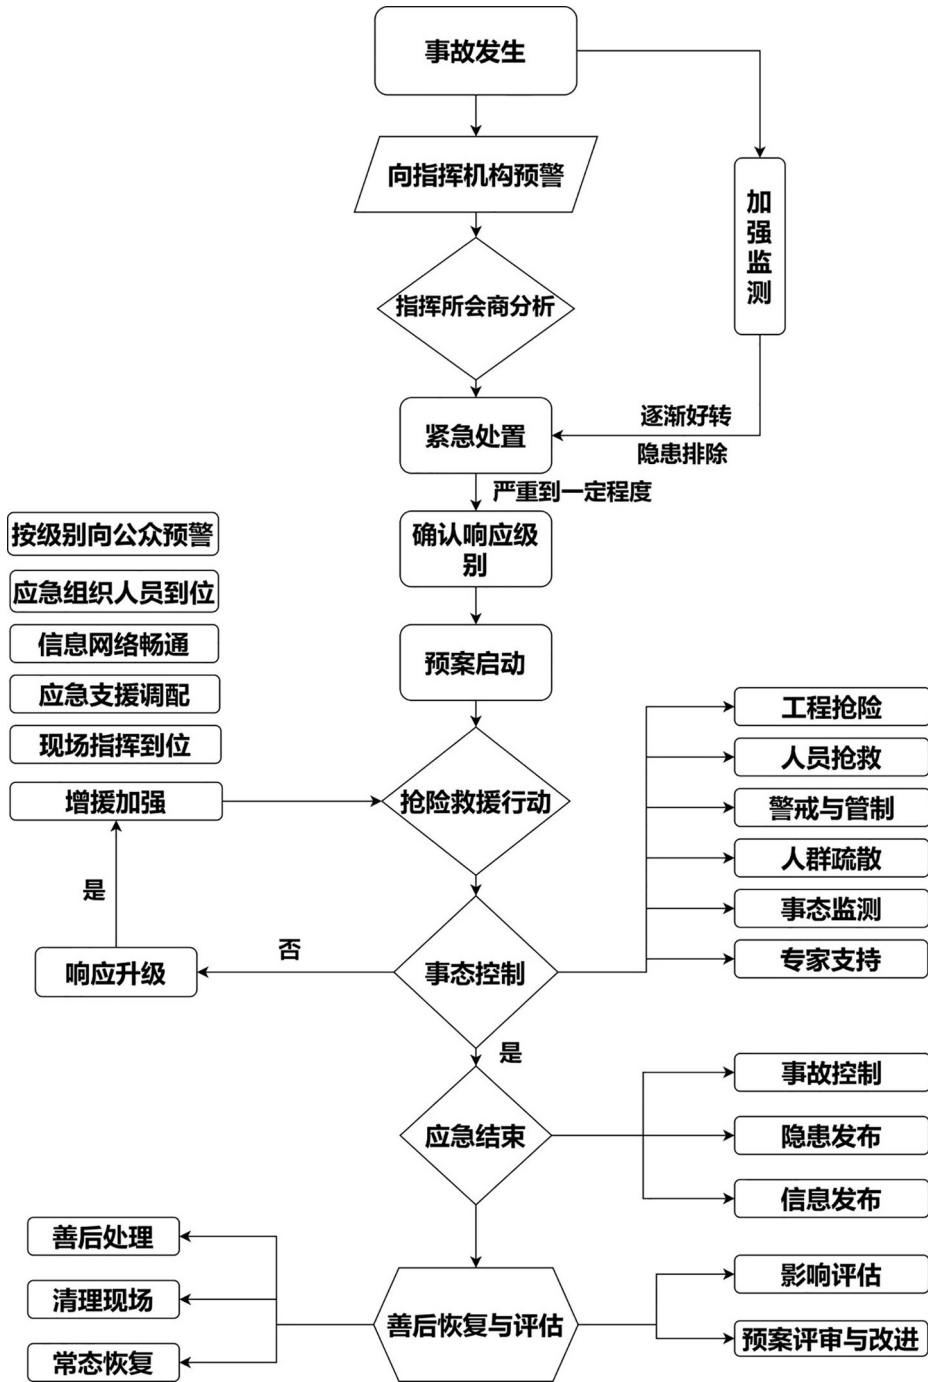 事故发生
向指挥机构预警
加
强
监
测
指挥所会商分析
紧急处置
逐渐好转
隐患排除
严重到一定程度
确认响应级
别
预案启动
按级别向公众预警
应急组织人员到位
信息网络畅通
应急支援调配
现场指挥到位
增援加强
抢险救援行动
工程抢险
人员抢救
警戒与管制
人群疏散
事态监测
专家支持
是
响应升级
否
事态控制
是
应急结束
事故控制
隐患发布
信息发布
善后处理
清理现场
常态恢复
善后恢复与评估
影响评估
预案评审与改进